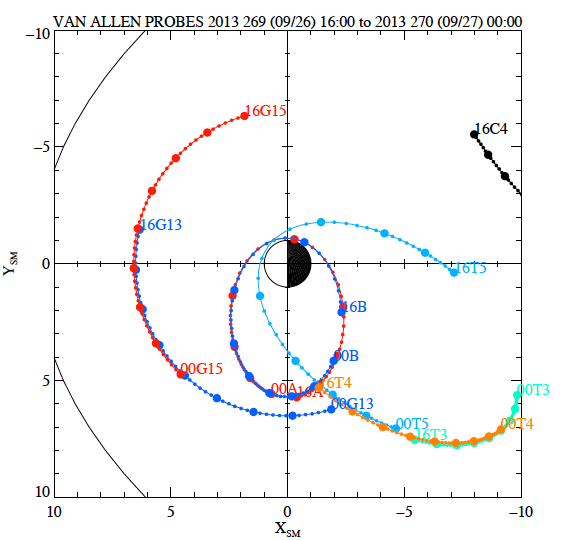 VAN ALLEN PROBES 2013 269 (09/26) 16:00 to 2013 270 (09/27) 00:00
-10
16G15
16C4
-5
16G13
Y_SM
0
16T5
16B
00B
00G15
00A
16A
16T4
00T3
5
00G13
00T5
00T4
16T3
10
10
5
0
-5
-10
X_SM